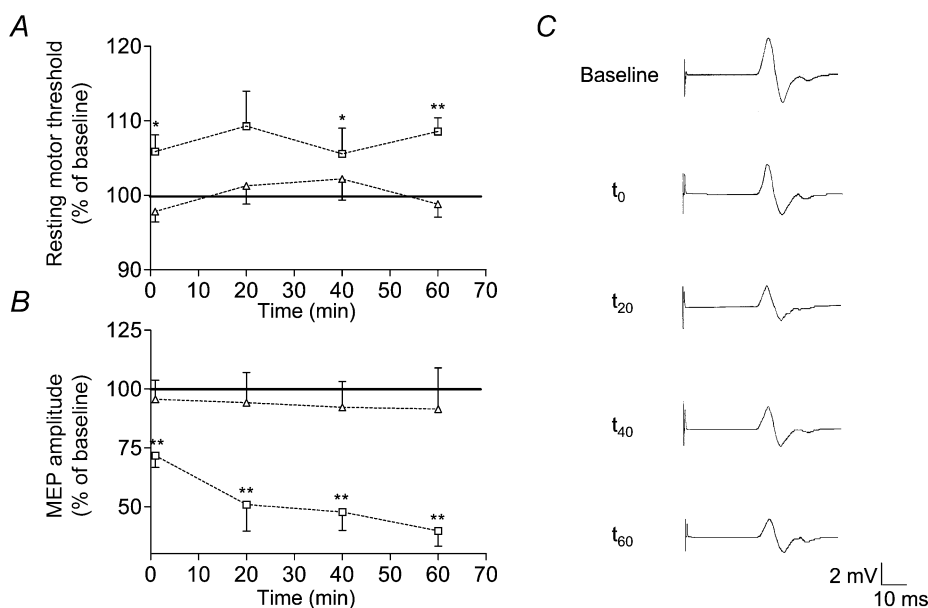 A
Resting motor threshold
(% of baseline)
120
110
100
90
*
*
**
0 10 20 30 40 50 60 70
Time (min)
B
MEP amplitude
(% of baseline)
125
100
75
50
**
**
**
**
0 10 20 30 40 50 60 70
Time (min)
C
Baseline
t0
t20
t40
t60
2 mV
10 ms